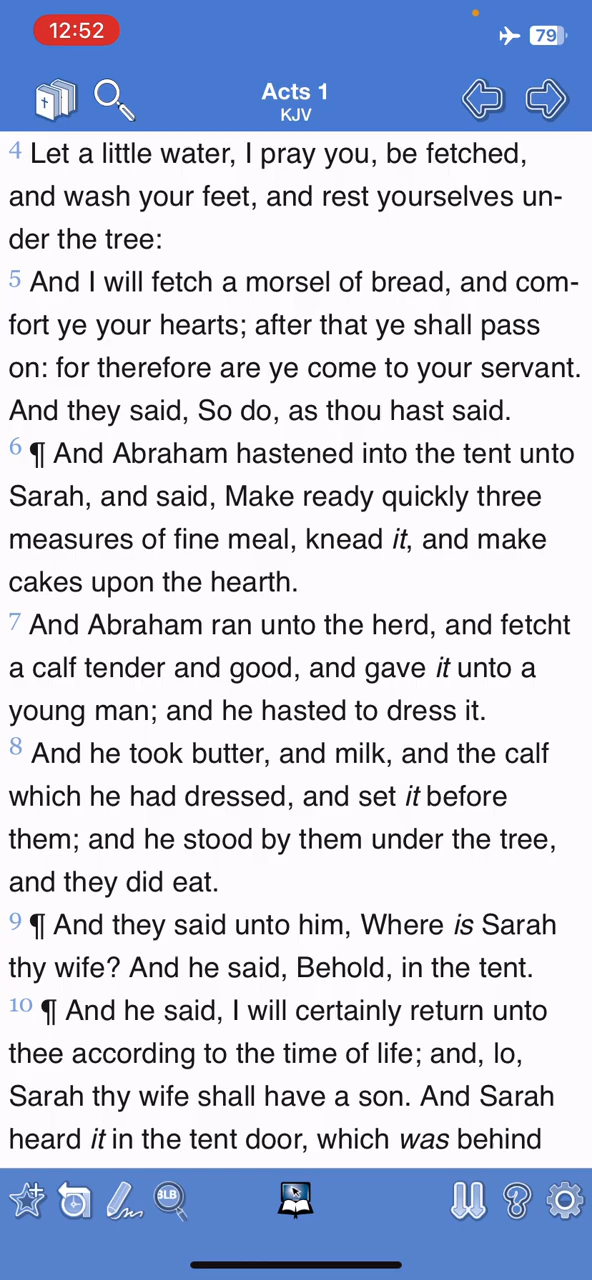 12:52
79
Acts 1
KJV
4 Let a little water, I pray you, be fetched,
and wash your feet, and rest yourselves un-
der the tree:
5 And I will fetch a morsel of bread, and com-
fort ye your hearts; after that ye shall pass
on: for therefore are ye come to your servant.
And they said, So do, as thou hast said.
6 ¶ And Abraham hastened into the tent unto
Sarah, and said, Make ready quickly three
measures of fine meal, knead it, and make
cakes upon the hearth.
7 And Abraham ran unto the herd, and fetcht
a calf tender and good, and gave it unto a
young man; and he hasted to dress it.
8 And he took butter, and milk, and the calf
which he had dressed, and set it before
them; and he stood by them under the tree,
and they did eat.
9 ¶ And they said unto him, Where is Sarah
thy wife? And he said, Behold, in the tent.
10 ¶ And he said, I will certainly return unto
thee according to the time of life; and, lo,
Sarah thy wife shall have a son. And Sarah
heard it in the tent door, which was behind
BLB